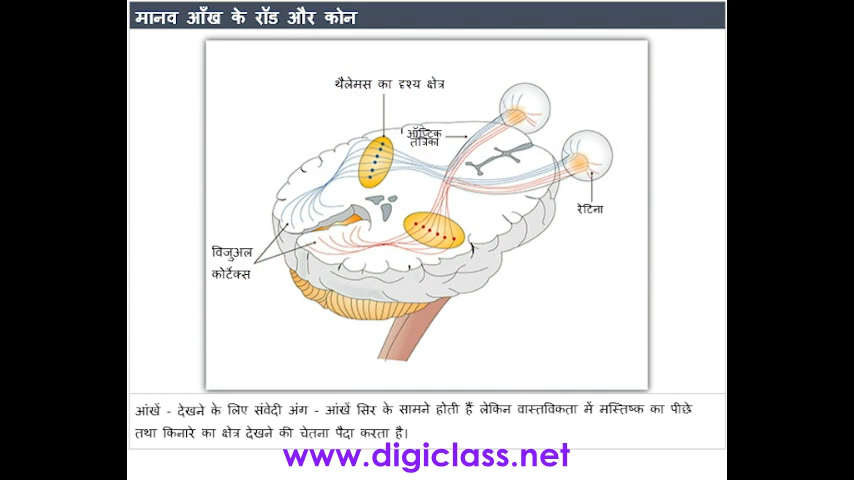 मानव आँख के रॉड और कोन
थैलेमस का दृश्य क्षेत्र
ऑप्टिक
तंत्रिका
रेटिना
विजुअल
कोर्टेक्स
आंखें - देखने के लिए संवेदी अंग - आंखें सिर के सामने होती हैं लेकिन वास्तविकता में मस्तिष्क का पीछे
तथा किनारे का क्षेत्र देखने की चेतना पैदा करता है।
www.digiclass.net